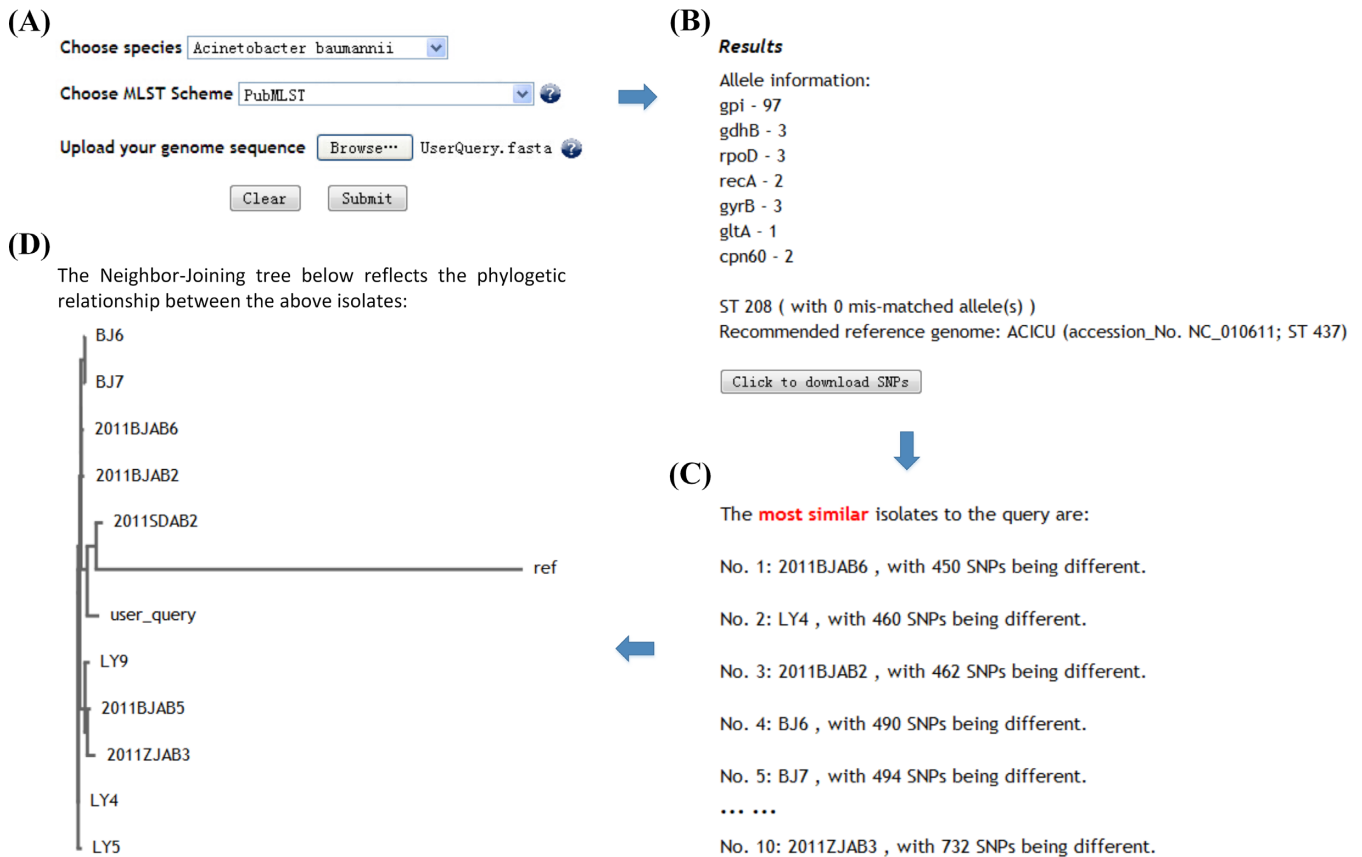 (A)
Choose species Acinetobacter baumannii
Choose MLST Scheme PubMLST ?
Upload your genome sequence Browse… UserQuery.fasta ?
Clear Submit
(B)
Results
Allele information:
gpi - 97
gdhB - 3
rpoD - 3
recA - 2
gyrB - 3
gltA - 1
cpn60 - 2
ST 208 ( with 0 mis-matched allele(s) )
Recommended reference genome: ACICU (accession_No. NC_010611; ST 437)
Click to download SNPs
(C)
The most similar isolates to the query are:
No. 1: 2011BJAB6 , with 450 SNPs being different.
No. 2: LY4 , with 460 SNPs being different.
No. 3: 2011BJAB2 , with 462 SNPs being different.
No. 4: BJ6 , with 490 SNPs being different.
No. 5: BJ7 , with 494 SNPs being different.
... ...
No. 10: 2011ZJAB3 , with 732 SNPs being different.
(D)
The Neighbor-Joining tree below reflects the phylogetic
relationship between the above isolates:
BJ6
BJ7
2011BJAB6
2011BJAB2
2011SDAB2
ref
user_query
LY9
2011BJAB5
2011ZJAB3
LY4
LY5